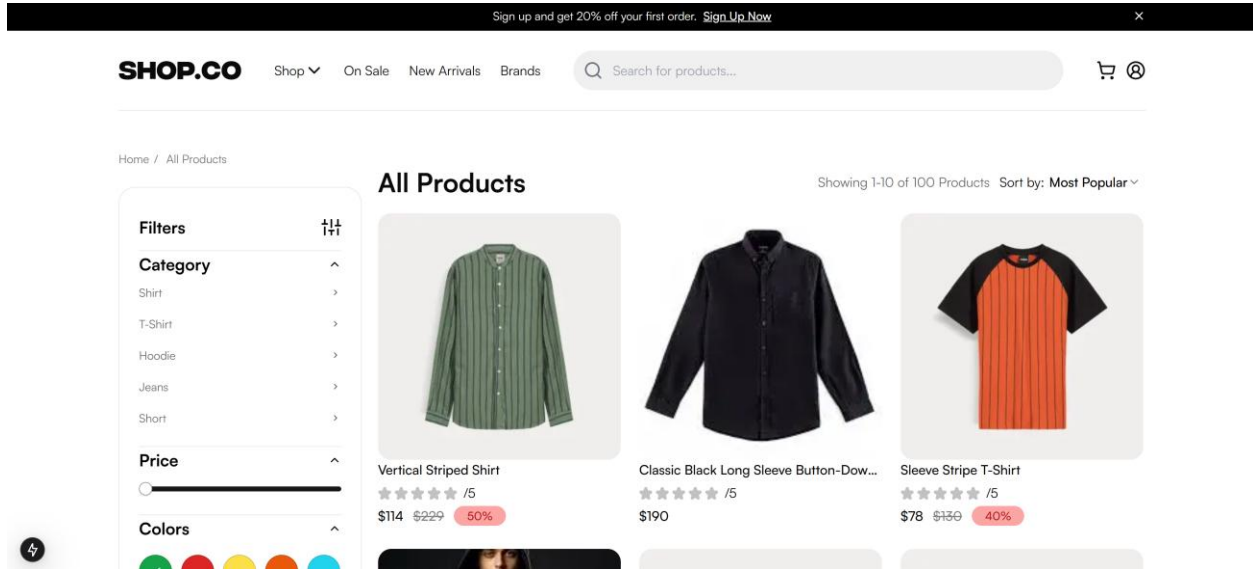 Sign up and get 20% off your first order. Sign Up Now
SHOP.CO
Shop
On Sale
New Arrivals
Brands
Search for products...
Home / All Products
Filters
Category
Shirt
T-Shirt
Hoodie
Jeans
Short
Price
Colors
All Products
Showing 1-10 of 100 Products Sort by: Most Popular
Vertical Striped Shirt
/5
$114 $229 50%
Classic Black Long Sleeve Button-Dow...
/5
$190
Sleeve Stripe T-Shirt
/5
$78 $130 40%